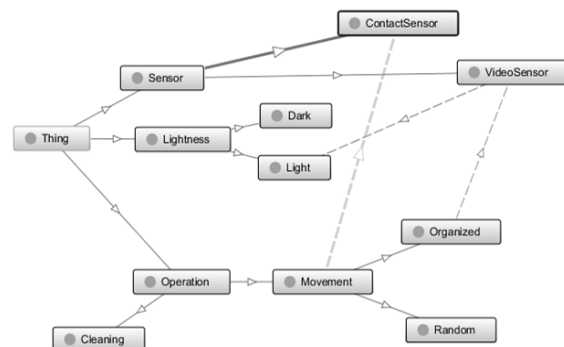 ContactSensor
Sensor
VideoSensor
Dark
Thing
Lightness
Light
Organized
Operation
Movement
Random
Cleaning